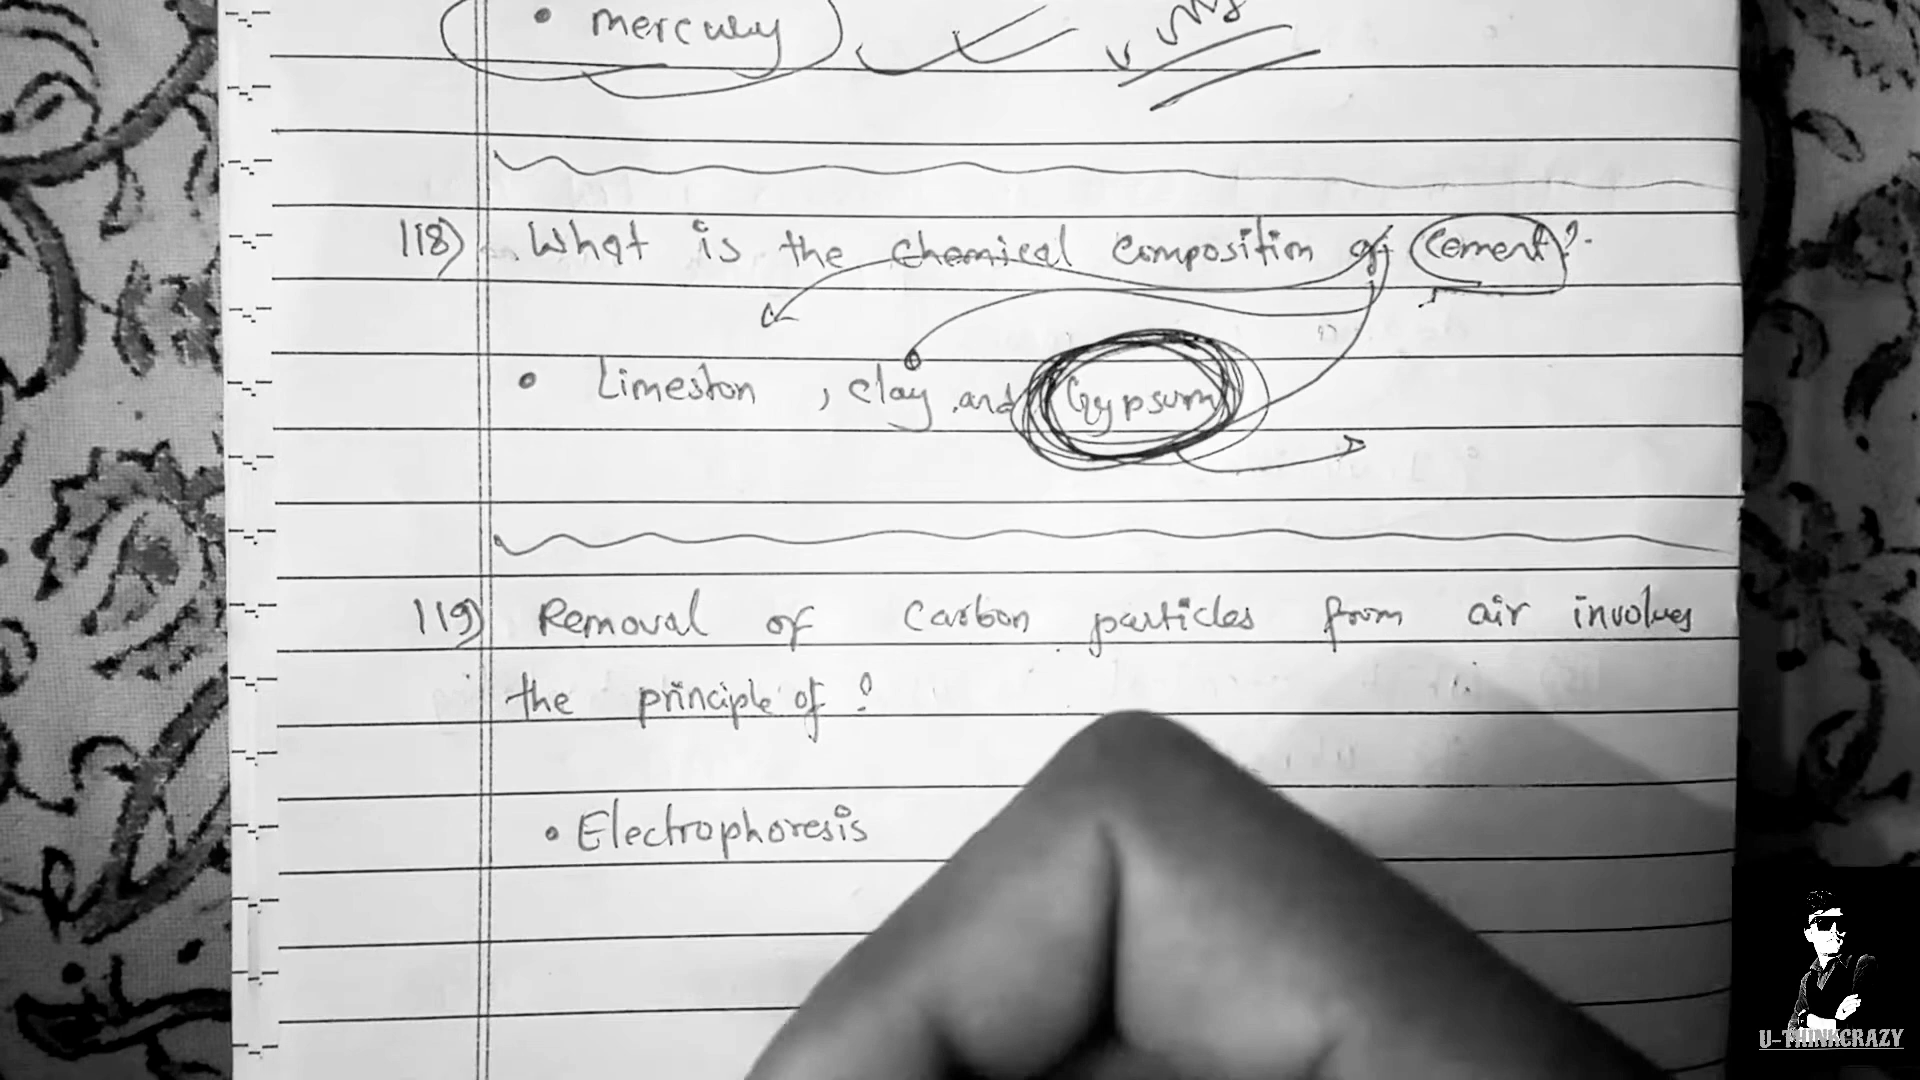 • mercury
118) What is the chemical composition of cement?
• Limeston , clay and Gypsum
119) Removal of Carbon particles from air involves
the principle of ?
• Electrophoresis
U-THINKCRAZY